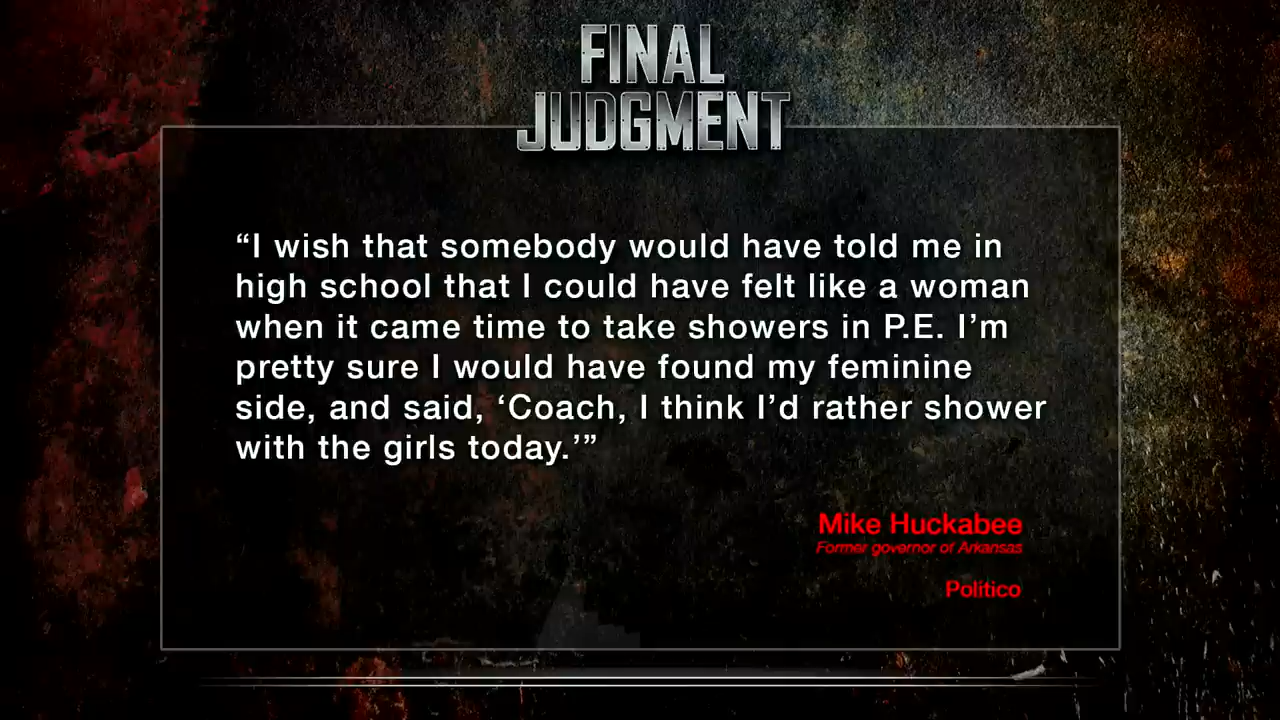 FINAL
JUDGMENT
“I wish that somebody would have told me in
high school that I could have felt like a woman
when it came time to take showers in P.E. I’m
pretty sure I would have found my feminine
side, and said, ‘Coach, I think I’d rather shower
with the girls today.’”
Mike Huckabee
Former governor of Arkansas
Politico